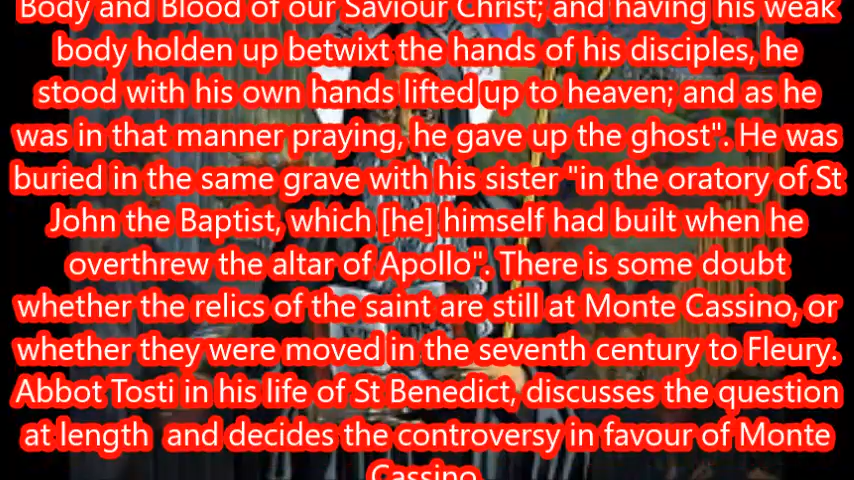 Body and Blood of our Saviour Christ; and having his weak
body holden up betwixt the hands of his disciples, he
stood with his own hands lifted up to heaven; and as he
was in that manner praying, he gave up the ghost". He was
buried in the same grave with his sister "in the oratory of St
John the Baptist, which [he] himself had built when he
overthrew the altar of Apollo". There is some doubt
whether the relics of the saint are still at Monte Cassino, or
whether they were moved in the seventh century to Fleury.
Abbot Tosti in his life of St Benedict, discusses the question
at length  and decides the controversy in favour of Monte
Cassino